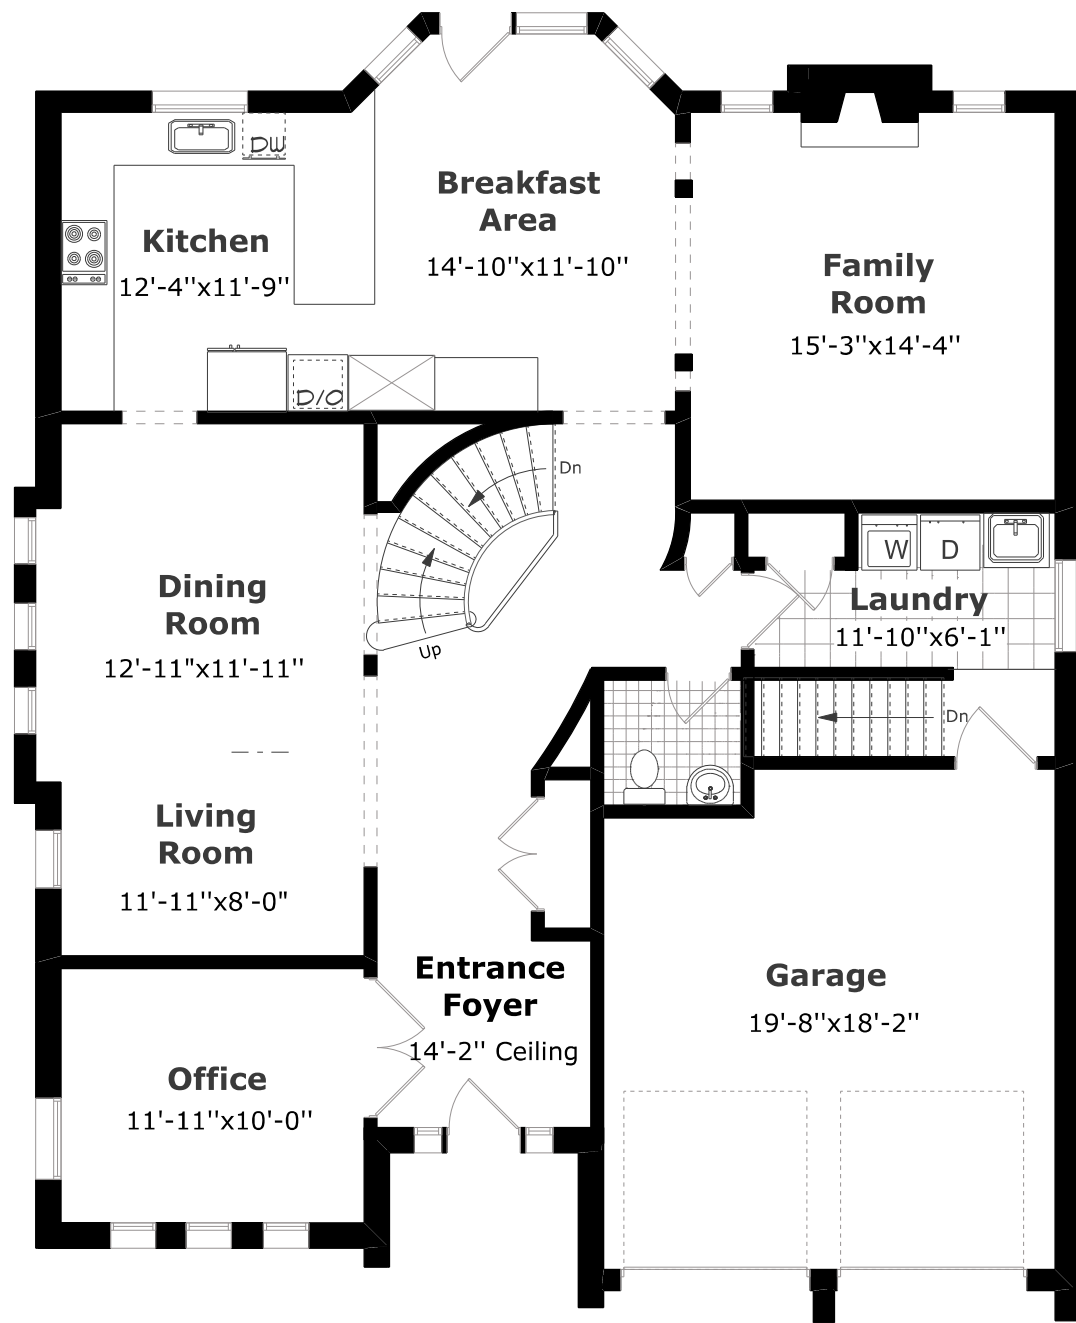 DW
Breakfast
Area
14'-10"x11'-10"
Kitchen
12'-4"x11'-9"
Family
Room
15'-3"x14'-4"
D/O
Dn
W
D
Dining
Room
12'-11"x11'-11"
Laundry
11'-10"x6'-1"
Up
Dn
Living
Room
11'-11"x8'-0"
Entrance
Foyer
14'-2" Ceiling
Garage
19'-8"x18'-2"
Office
11'-11"x10'-0"